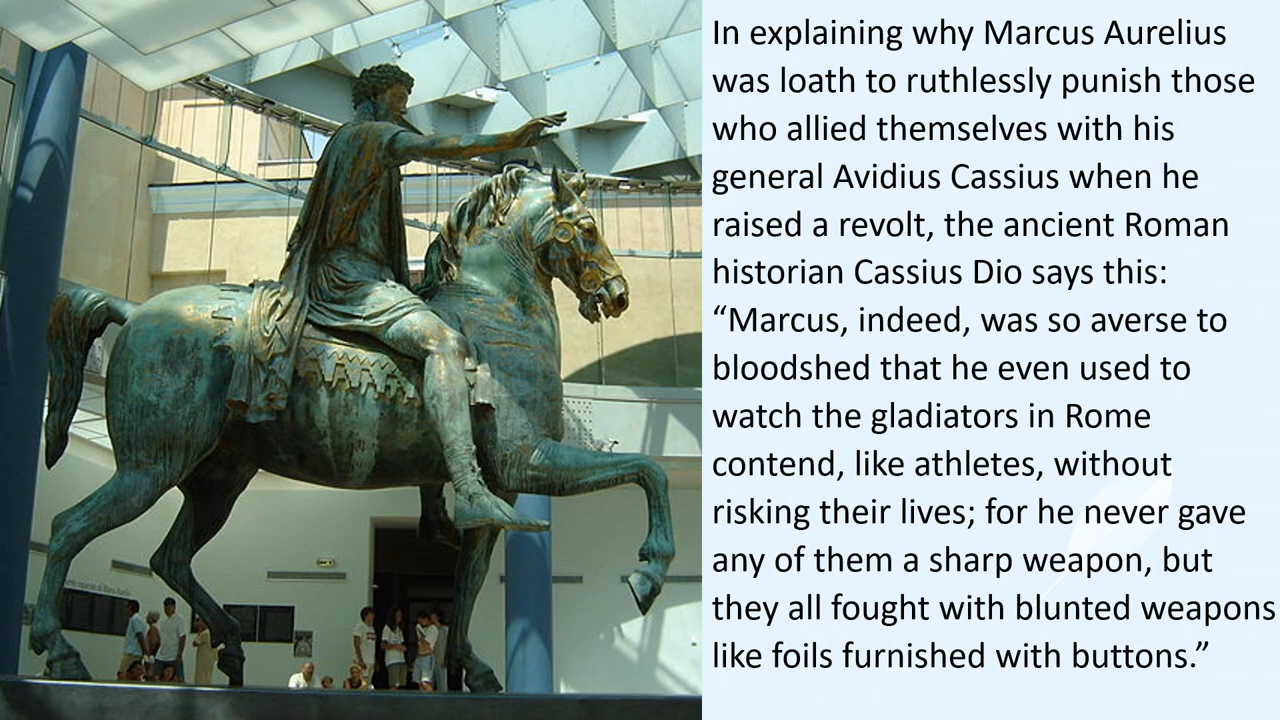 In explaining why Marcus Aurelius
was loath to ruthlessly punish those
who allied themselves with his
general Avidius Cassius when he
raised a revolt, the ancient Roman
historian Cassius Dio says this:
“Marcus, indeed, was so averse to
bloodshed that he even used to
watch the gladiators in Rome
contend, like athletes, without
risking their lives; for he never gave
any of them a sharp weapon, but
they all fought with blunted weapons
like foils furnished with buttons.”